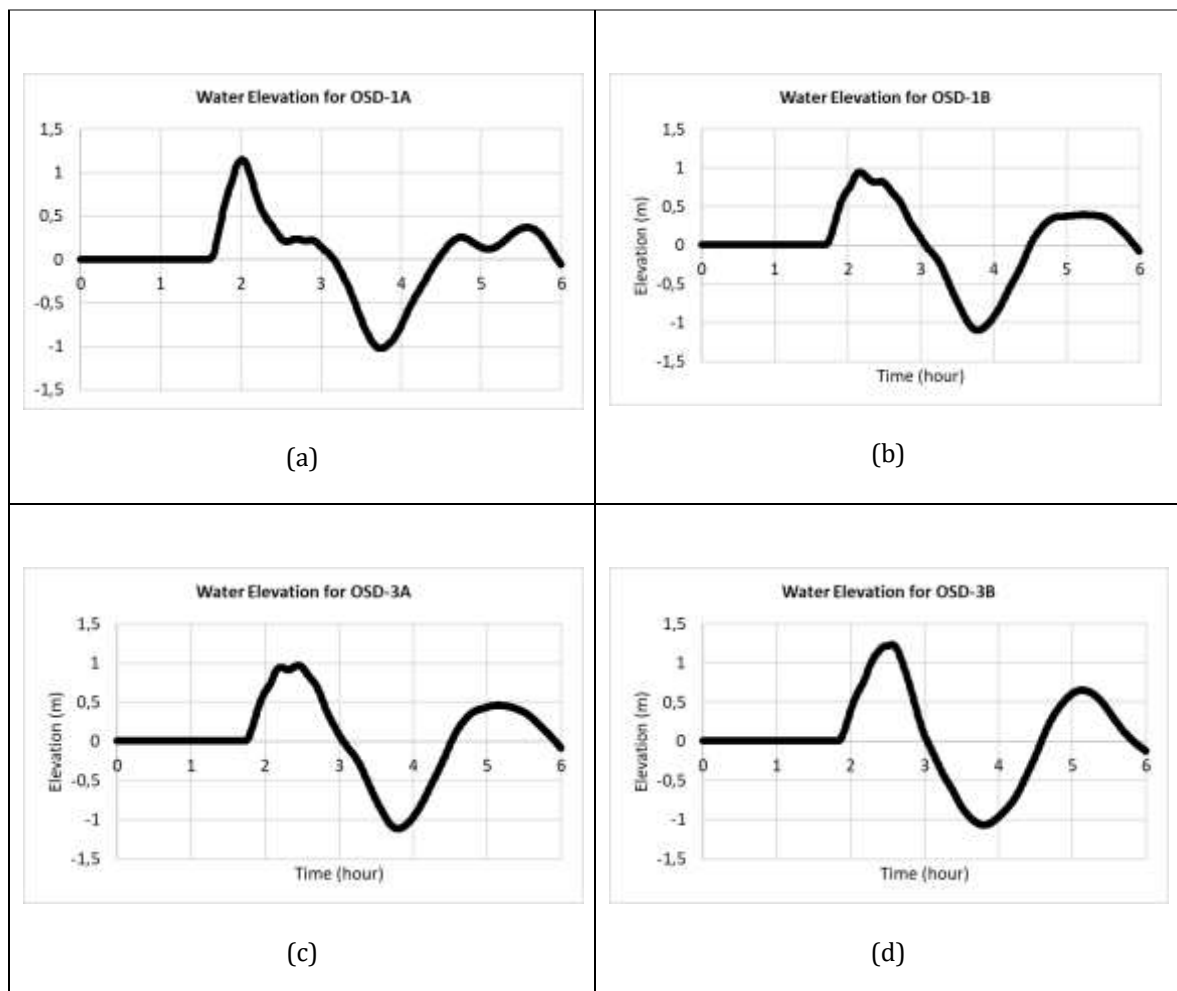 Water Elevation for OSD-1A
1,5
1
0,5
0
-0,5
-1
-1,5
0 1 2 3 4 5 6
(a)
Water Elevation for OSD-1B
1,5
1
0,5
0
-0,5
-1
-1,5
0 1 2 3 4 5 6
Elevation (m)
Time (hour)
(b)
Water Elevation for OSD-3A
1,5
1
0,5
0
-0,5
-1
-1,5
0 1 2 3 4 5 6
Elevation (m)
Time (hour)
(c)
Water Elevation for OSD-3B
1,5
1
0,5
0
-0,5
-1
-1,5
0 1 2 3 4 5 6
Elevation (m)
Time (hour)
(d)